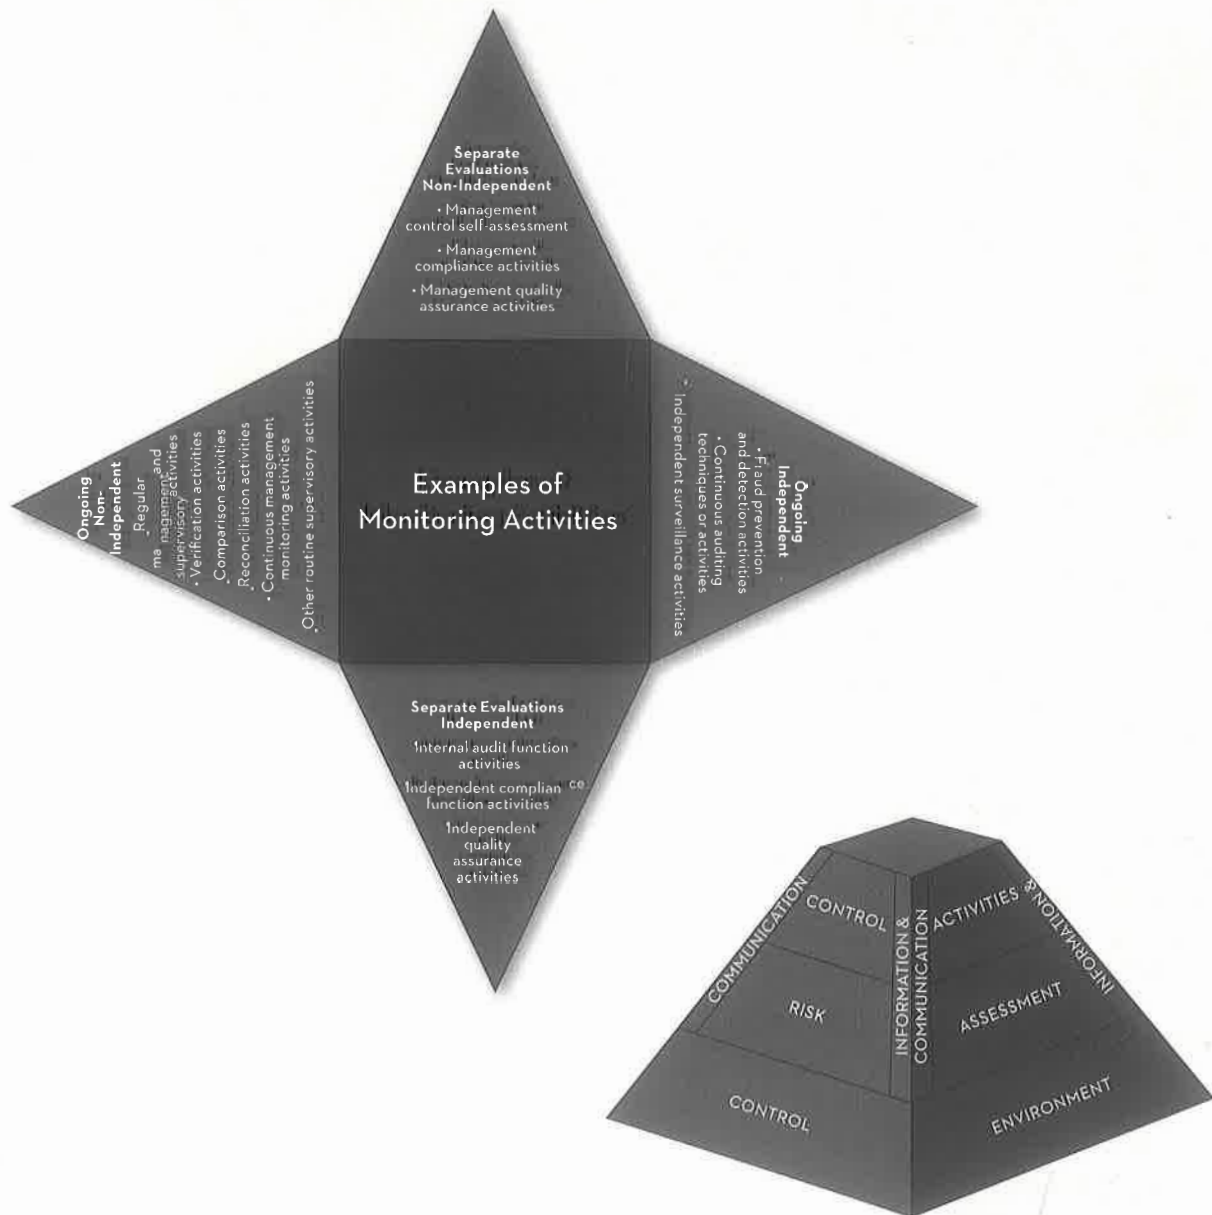 Separate
Evaluations
Non-Independent
• Management
control self-assessment
• Management
compliance activities
• Management quality
assurance activities
Ongoing
Non-
Independent
• Regular
management and
supervisory activities
• Verification activities
• Comparison activities
• Reconciliation activities
• Continuous management
monitoring activities
• Other routine supervisory activities
Examples of
Monitoring Activities
Ongoing
Independent
• Fraud prevention
and detection activities
• Continuous auditing
techniques or activities
• Independent surveillance activities
Separate Evaluations
Independent
• Internal audit function
activities
• Independent compliance
function activities
• Independent
quality
assurance
activities
COMMUNICATION
CONTROL
INFORMATION &
COMMUNICATION
ACTIVITIES
INFORMATION &
RISK
ASSESSMENT
CONTROL
ENVIRONMENT